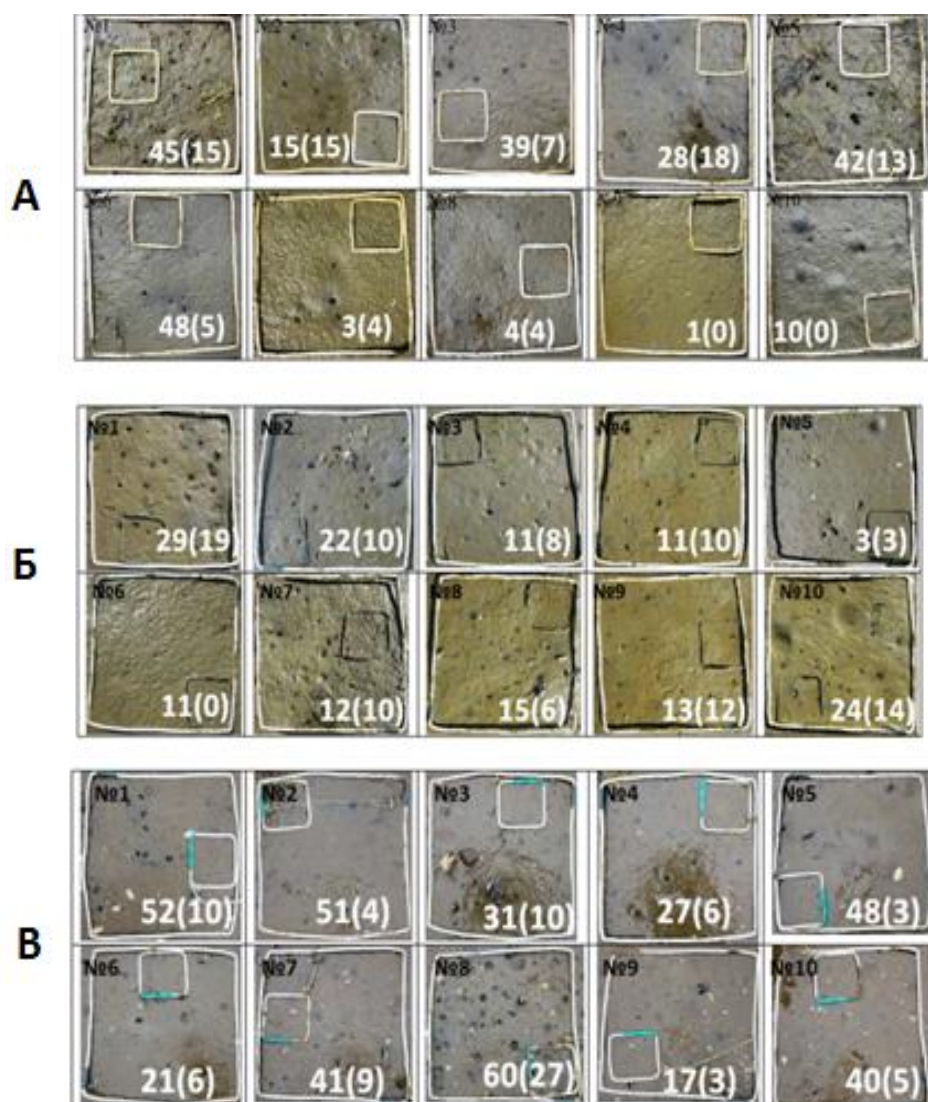 №1 №2 №3 №4 №5
45(15) 15(15) 39(7) 28(18) 42(13)
А
№6 №7 №8 №9 №10
48(5) 3(4) 4(4) 1(0) 10(0)
№1 №2 №3 №4 №5
29(19) 22(10) 11(8) 11(10) 3(3)
Б
№6 №7 №8 №9 №10
11(0) 12(10) 15(6) 13(12) 24(14)
№1 №2 №3 №4 №5
52(10) 51(4) 31(10) 27(6) 48(3)
В
№6 №7 №8 №9 №10
21(6) 41(9) 60(27) 17(3) 40(5)